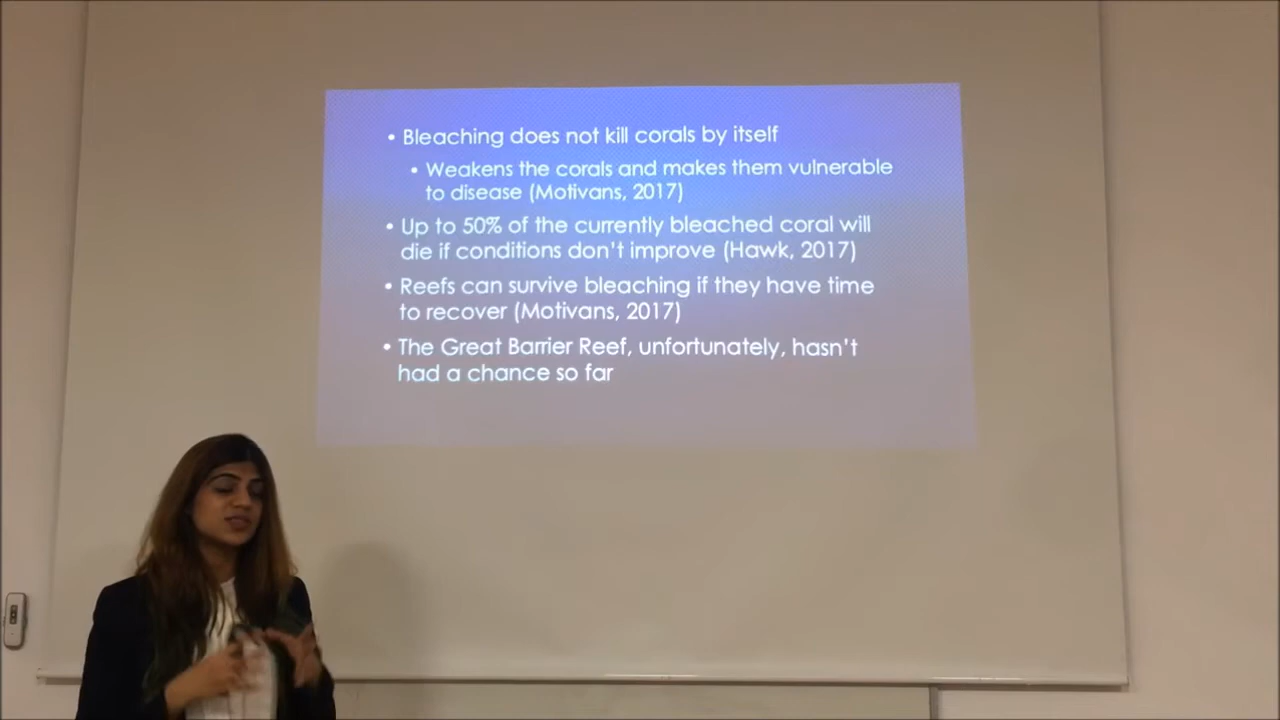 • Bleaching does not kill corals by itself
• Weakens the corals and makes them vulnerable
to disease (Motivans, 2017)
• Up to 50% of the currently bleached coral will
die if conditions don't improve (Hawk, 2017)
• Reefs can survive bleaching if they have time
to recover (Motivans, 2017)
• The Great Barrier Reef, unfortunately, hasn't
had a chance so far